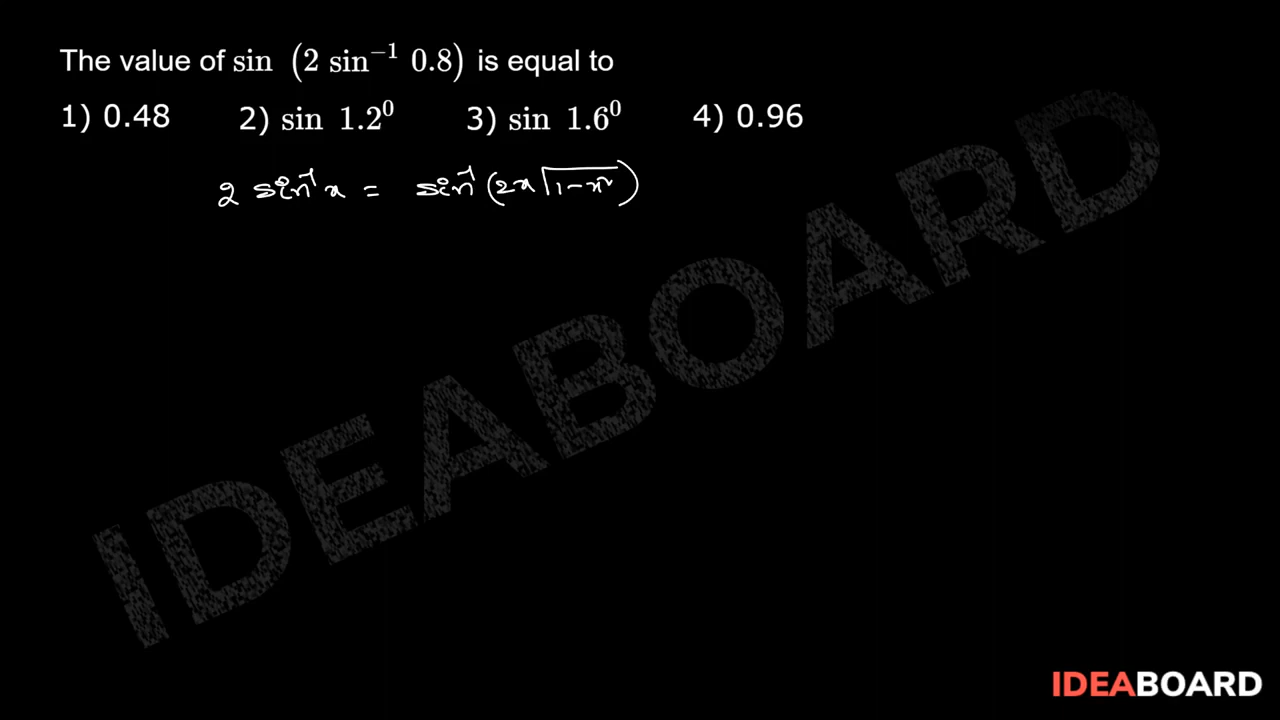 The value of sin (2 sin⁻¹ 0.8) is equal to
1) 0.48 2) sin 1.2⁰ 3) sin 1.6⁰ 4) 0.96
2 sin⁻¹x = sin⁻¹(2x√1-x²)
IDEABOARD
IDEABOARD